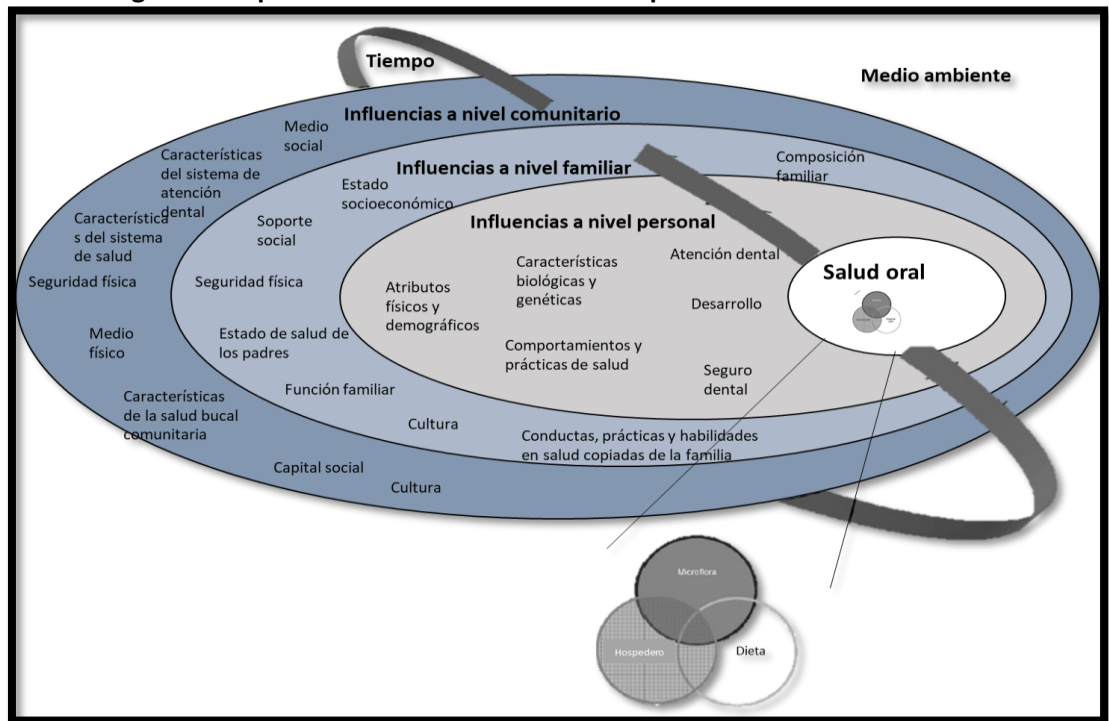 Tiempo
Medio ambiente
Influencias a nivel comunitario
Medio
social
Características
del sistema de
atención
dental
Característica
s del sistema
de salud
Seguridad física
Medio
físico
Características
de la salud bucal
comunitaria
Capital social
Cultura
Influencias a nivel familiar
Composición
familiar
Estado
socioeconómico
Soporte
social
Seguridad física
Estado de salud de
los padres
Función familiar
Cultura
Conductas, prácticas y habilidades
en salud copiadas de la familia
Influencias a nivel personal
Atención dental
Características
biológicas y
genéticas
Atributos
físicos y
demográficos
Desarrollo
Comportamientos y
prácticas de salud
Seguro
dental
Salud oral
Microflora
Hospedero
Dieta